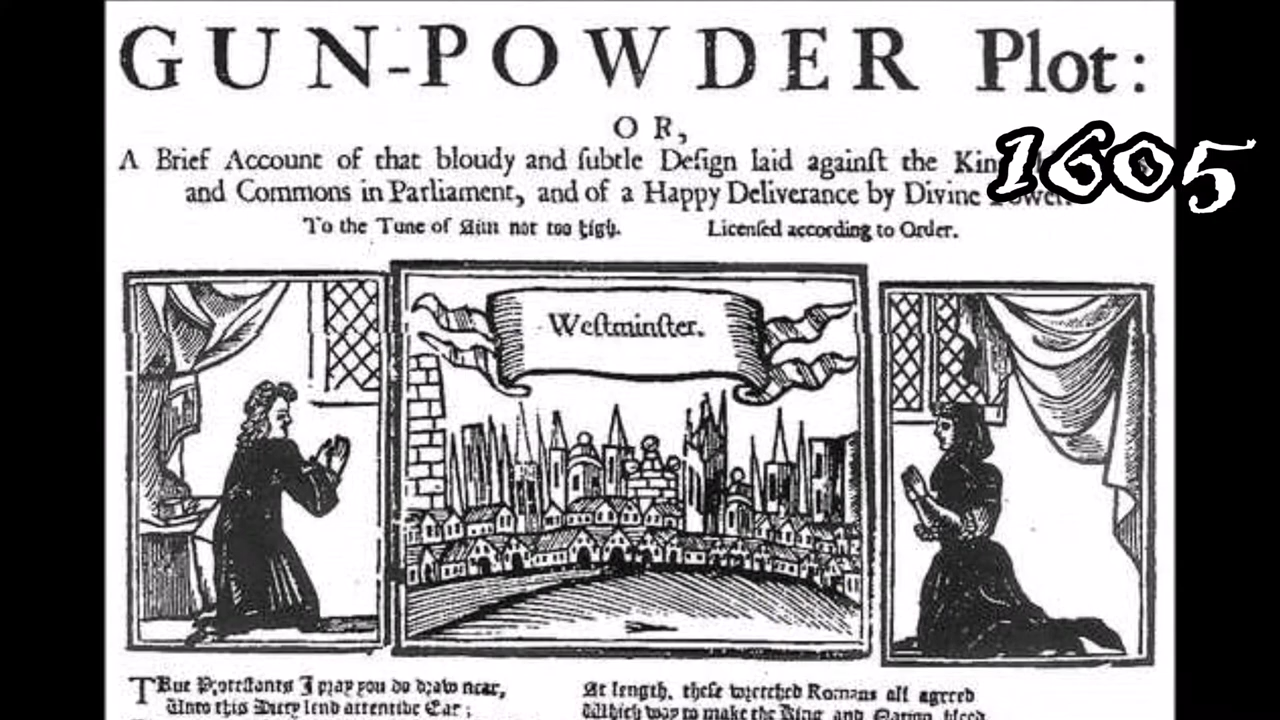 GUN-POWDER Plot:
OR,
A Brief Account of that bloudy and ſubtle Deſign laid againſt the King
1605
and Commons in Parliament, and of a Happy Deliverance by Divine Power.
To the Tune of Aim not too high. Licenſed according to Order.
Weſtminſter.
TRue Proteſtants I pray you do draw near,
Unto this Ditty lend attentive Ear;
At length, theſe wretched Romans all agreed
Which way to make the King and Nation bleed